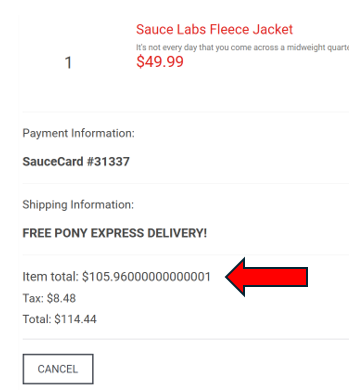 Sauce Labs Fleece Jacket
It's not every day that you come across a midweight quarte
1
$49.99
Payment Information:
SauceCard #31337
Shipping Information:
FREE PONY EXPRESS DELIVERY!
Item total: $105.96000000000001
Tax: $8.48
Total: $114.44
CANCEL